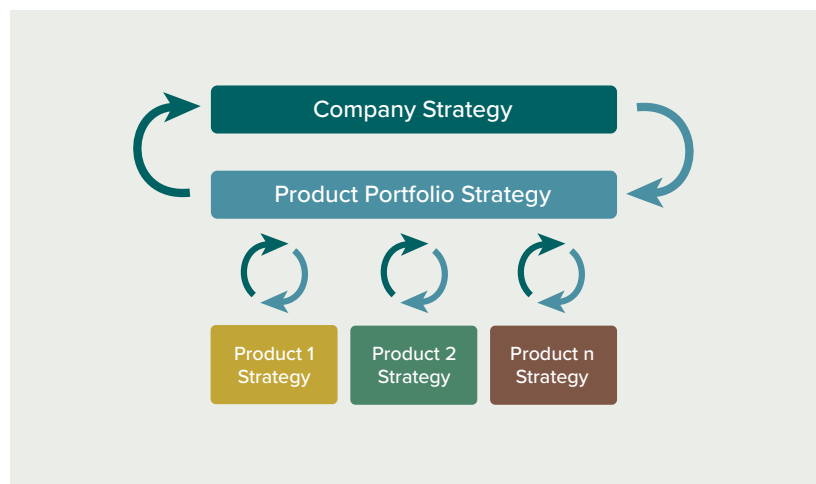 Company Strategy
Product Portfolio Strategy
Product 1
Strategy
Product 2
Strategy
Product n
Strategy